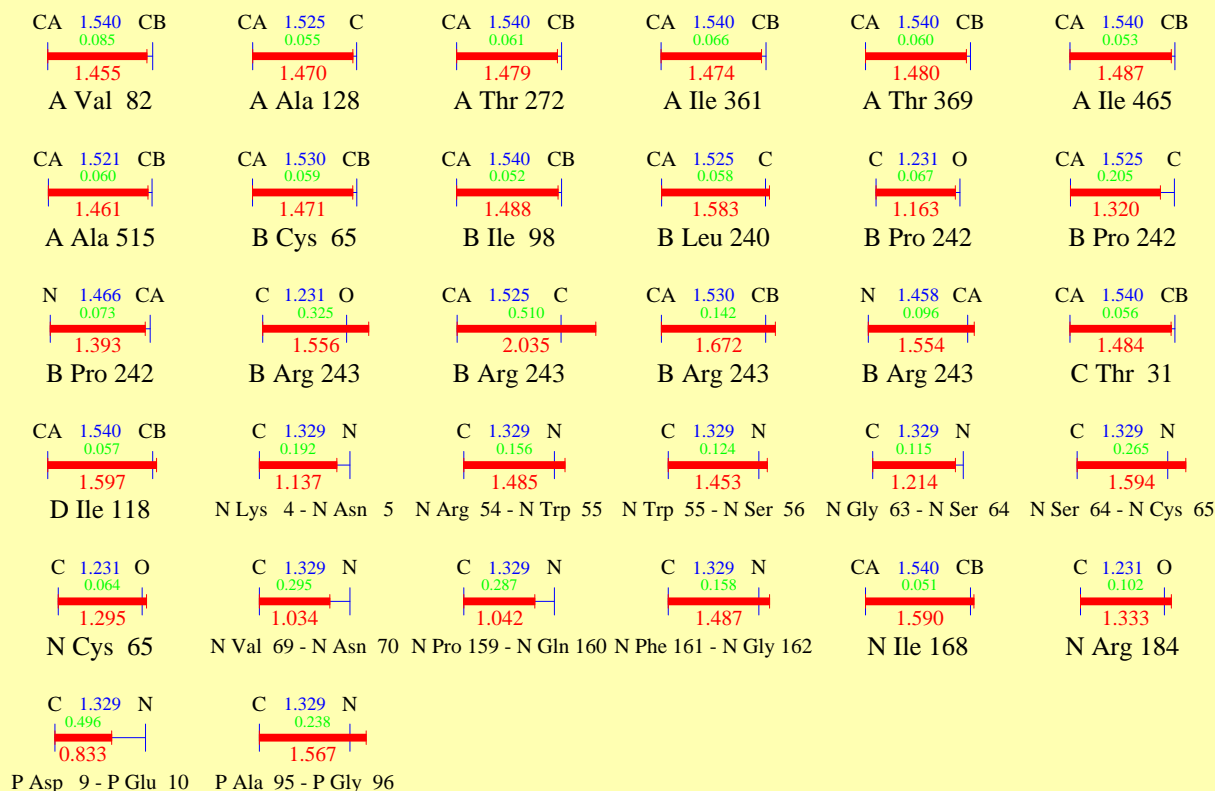 CA 1.540 CB CA 1.525 C CA 1.540 CB CA 1.540 CB CA 1.540 CB CA 1.540 CB
0.085 0.055 0.061 0.066 0.060 0.053
1.455 1.470 1.479 1.474 1.480 1.487
A Val 82 A Ala 128 A Thr 272 A Ile 361 A Thr 369 A Ile 465
CA 1.521 CB CA 1.530 CB CA 1.540 CB CA 1.525 C C 1.231 O CA 1.525 C
0.060 0.059 0.052 0.058 0.067 0.205
1.461 1.471 1.488 1.583 1.163 1.320
A Ala 515 B Cys 65 B Ile 98 B Leu 240 B Pro 242 B Pro 242
N 1.466 CA C 1.231 O CA 1.525 C CA 1.530 CB N 1.458 CA CA 1.540 CB
0.073 0.325 0.510 0.142 0.096 0.056
1.393 1.556 2.035 1.672 1.554 1.484
B Pro 242 B Arg 243 B Arg 243 B Arg 243 B Arg 243 C Thr 31
CA 1.540 CB C 1.329 N C 1.329 N C 1.329 N C 1.329 N C 1.329 N
0.057 0.192 0.156 0.124 0.115 0.265
1.597 1.137 1.485 1.453 1.214 1.594
D Ile 118 N Lys 4 - N Asn 5 N Arg 54 - N Trp 55 N Trp 55 - N Ser 56 N Gly 63 - N Ser 64 N Ser 64 - N Cys 65
C 1.231 O C 1.329 N C 1.329 N C 1.329 N CA 1.540 CB C 1.231 O
0.064 0.295 0.287 0.158 0.051 0.102
1.295 1.034 1.042 1.487 1.590 1.333
N Cys 65 N Val 69 - N Asn 70 N Pro 159 - N Gln 160 N Phe 161 - N Gly 162 N Ile 168 N Arg 184
C 1.329 N C 1.329 N
0.496 0.238
0.833 1.567
P Asp 9 - P Glu 10 P Ala 95 - P Gly 96